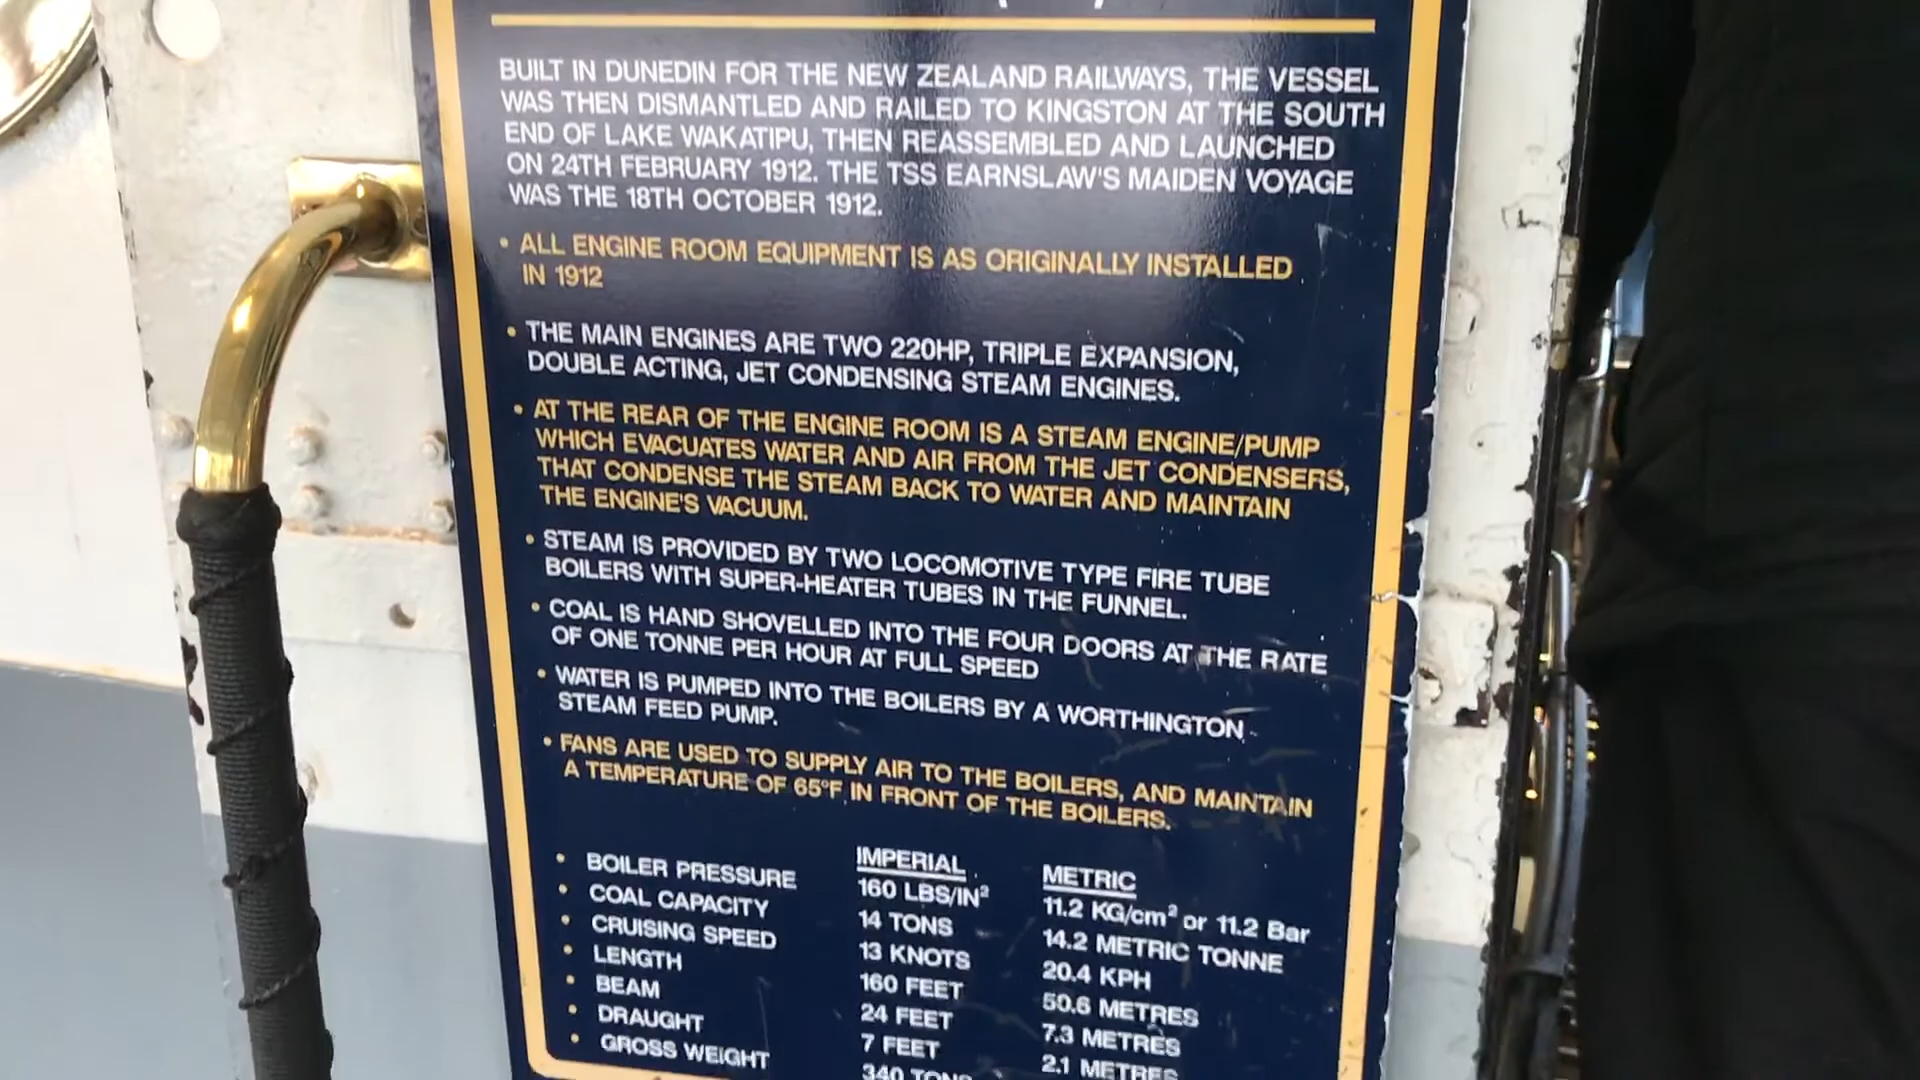 BUILT IN DUNEDIN FOR THE NEW ZEALAND RAILWAYS, THE VESSEL
WAS THEN DISMANTLED AND RAILED TO KINGSTON AT THE SOUTH
END OF LAKE WAKATIPU, THEN REASSEMBLED AND LAUNCHED
ON 24TH FEBRUARY 1912. THE TSS EARNSLAW'S MAIDEN VOYAGE
WAS THE 18TH OCTOBER 1912.
• ALL ENGINE ROOM EQUIPMENT IS AS ORIGINALLY INSTALLED
IN 1912
• THE MAIN ENGINES ARE TWO 220HP, TRIPLE EXPANSION,
DOUBLE ACTING, JET CONDENSING STEAM ENGINES.
• AT THE REAR OF THE ENGINE ROOM IS A STEAM ENGINE/PUMP
WHICH EVACUATES WATER AND AIR FROM THE JET CONDENSERS,
THAT CONDENSE THE STEAM BACK TO WATER AND MAINTAIN
THE ENGINE'S VACUUM.
• STEAM IS PROVIDED BY TWO LOCOMOTIVE TYPE FIRE TUBE
BOILERS WITH SUPER-HEATER TUBES IN THE FUNNEL.
• COAL IS HAND SHOVELLED INTO THE FOUR DOORS AT THE RATE
OF ONE TONNE PER HOUR AT FULL SPEED
• WATER IS PUMPED INTO THE BOILERS BY A WORTHINGTON
STEAM FEED PUMP.
• FANS ARE USED TO SUPPLY AIR TO THE BOILERS, AND MAINTAIN
A TEMPERATURE OF 65°F IN FRONT OF THE BOILERS.
IMPERIAL METRIC
• BOILER PRESSURE 160 LBS/IN² 11.2 KG/cm² or 11.2 Bar
• COAL CAPACITY 14 TONS 14.2 METRIC TONNE
• CRUISING SPEED 13 KNOTS 20.4 KPH
• LENGTH 160 FEET 50.6 METRES
• BEAM 24 FEET 7.3 METRES
• DRAUGHT 7 FEET 2.1 METRES
• GROSS WEIGHT 340 TONS